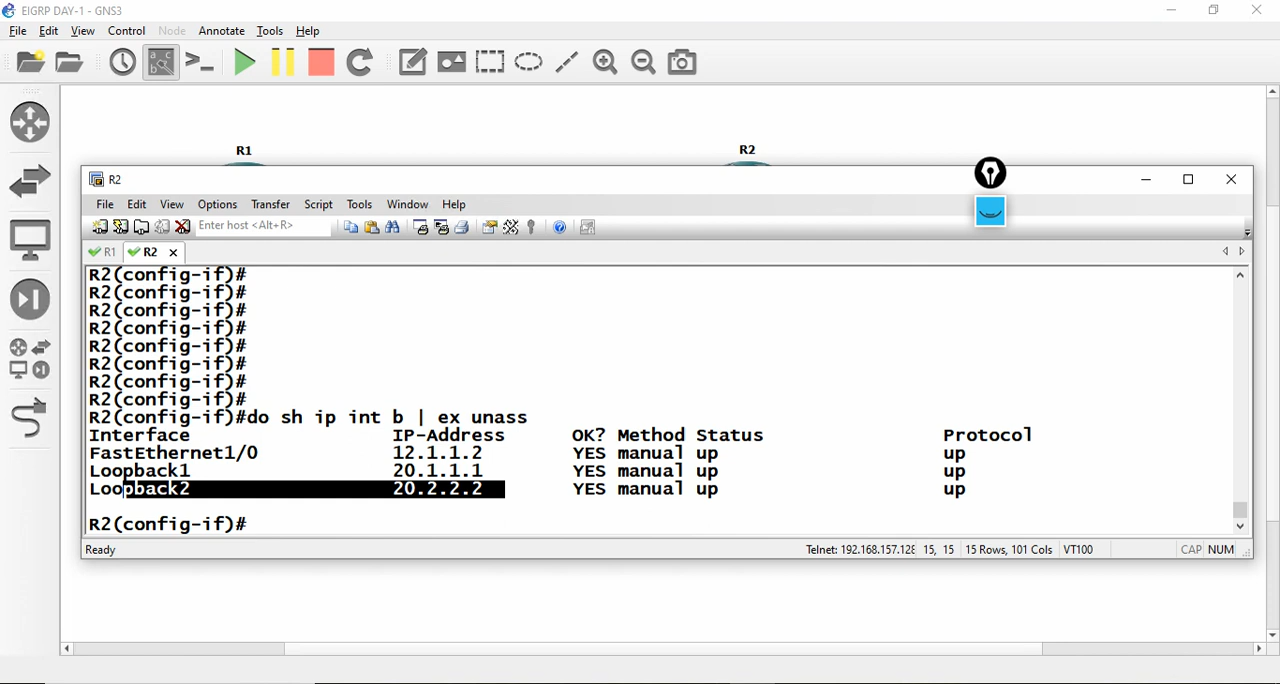 EIGRP DAY-1 - GNS3
File Edit View Control Node Annotate Tools Help
R1
R2
R2
File Edit View Options Transfer Script Tools Window Help
Enter host <Alt+R>
R1 R2
R2(config-if)#
R2(config-if)#
R2(config-if)#
R2(config-if)#
R2(config-if)#
R2(config-if)#
R2(config-if)#
R2(config-if)#
R2(config-if)#do sh ip int b | ex unass
Interface IP-Address OK? Method Status Protocol
FastEthernet1/0 12.1.1.2 YES manual up up
Loopback1 20.1.1.1 YES manual up up
Loopback2 20.2.2.2 YES manual up up
R2(config-if)#
Ready Telnet: 192.168.157.128 15, 15 15 Rows, 101 Cols VT100 CAP NUM